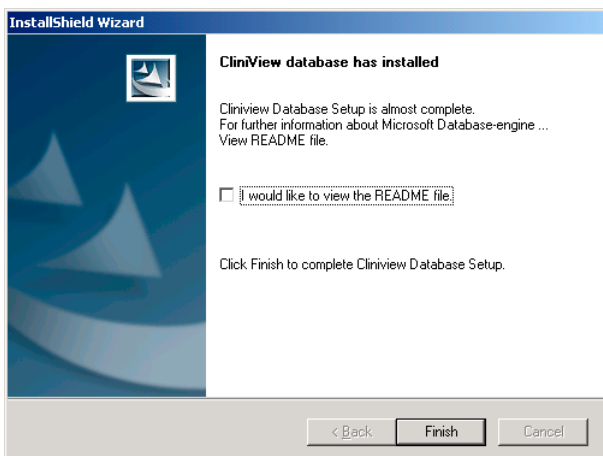 InstallShield Wizard
CliniView database has installed
Cliniview Database Setup is almost complete.
For further information about Microsoft Database-engine ...
View README file.
I would like to view the README file.
Click Finish to complete Cliniview Database Setup.
< Back
Finish
Cancel